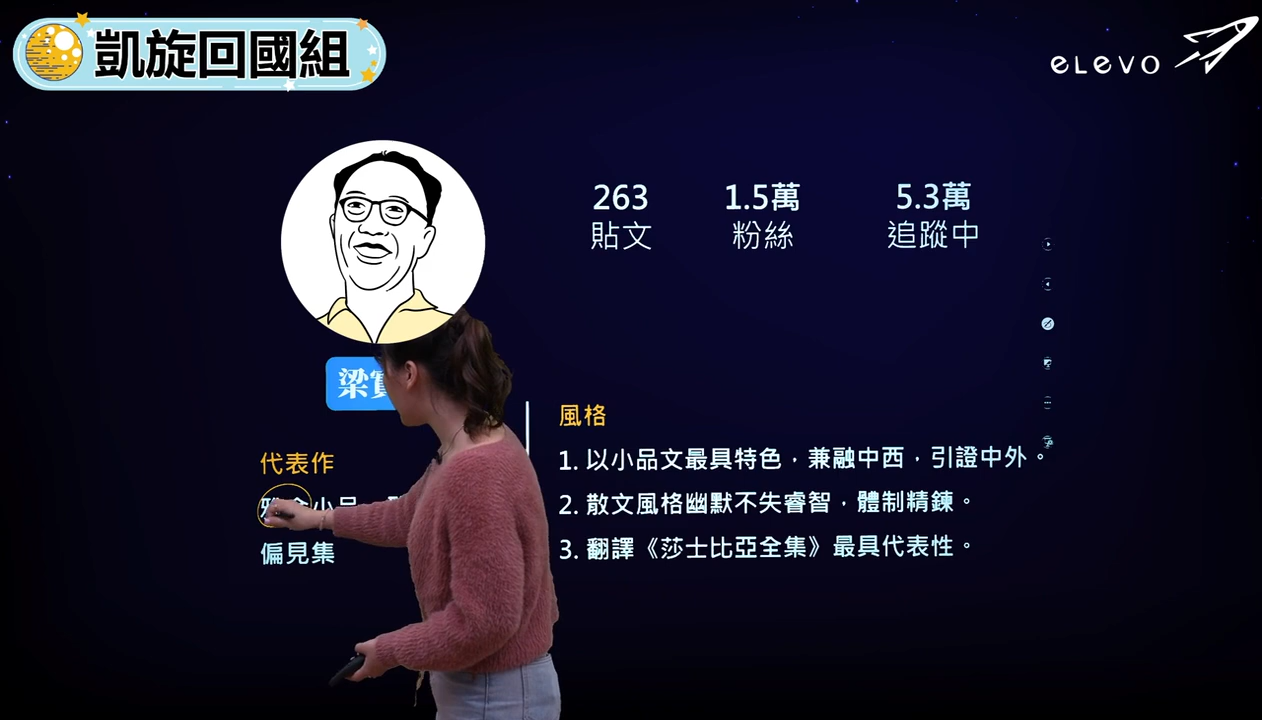 凱旋回國組
eLevo
263
貼文
1.5萬
粉絲
5.3萬
追蹤中
梁
代表作
小品
偏見集
風格
1. 以小品文最具特色，兼融中西，引證中外。
2. 散文風格幽默不失睿智，體制精鍊。
3. 翻譯《莎士比亞全集》最具代表性。